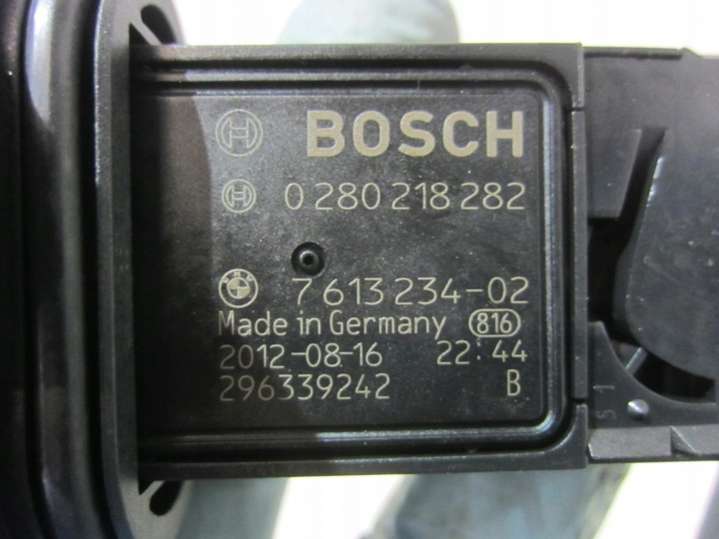 BOSCH
0 280 218 282
7 613 234-02
Made in Germany 816
2012-08-16 22:44
296339242 B